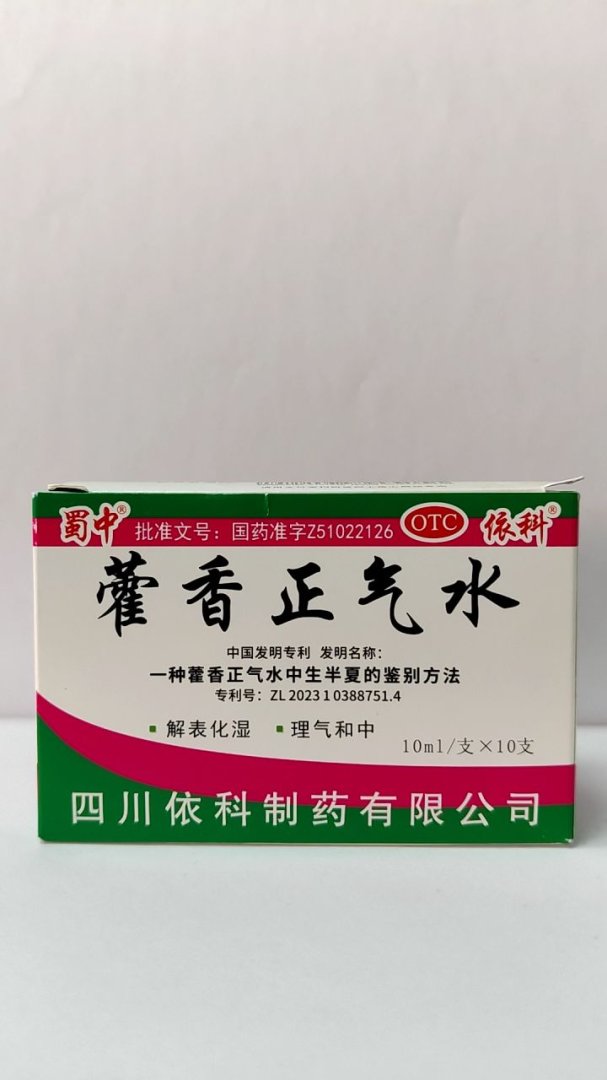 蜀中® 批准文号：国药准字Z51022126 OTC 依科®
藿香正气水
中国发明专利 发明名称：
一种藿香正气水中生半夏的鉴别方法
专利号：ZL 2023 1 0388751.4
▪ 解表化湿 ▪ 理气和中
10ml/支×10支
四川依科制药有限公司